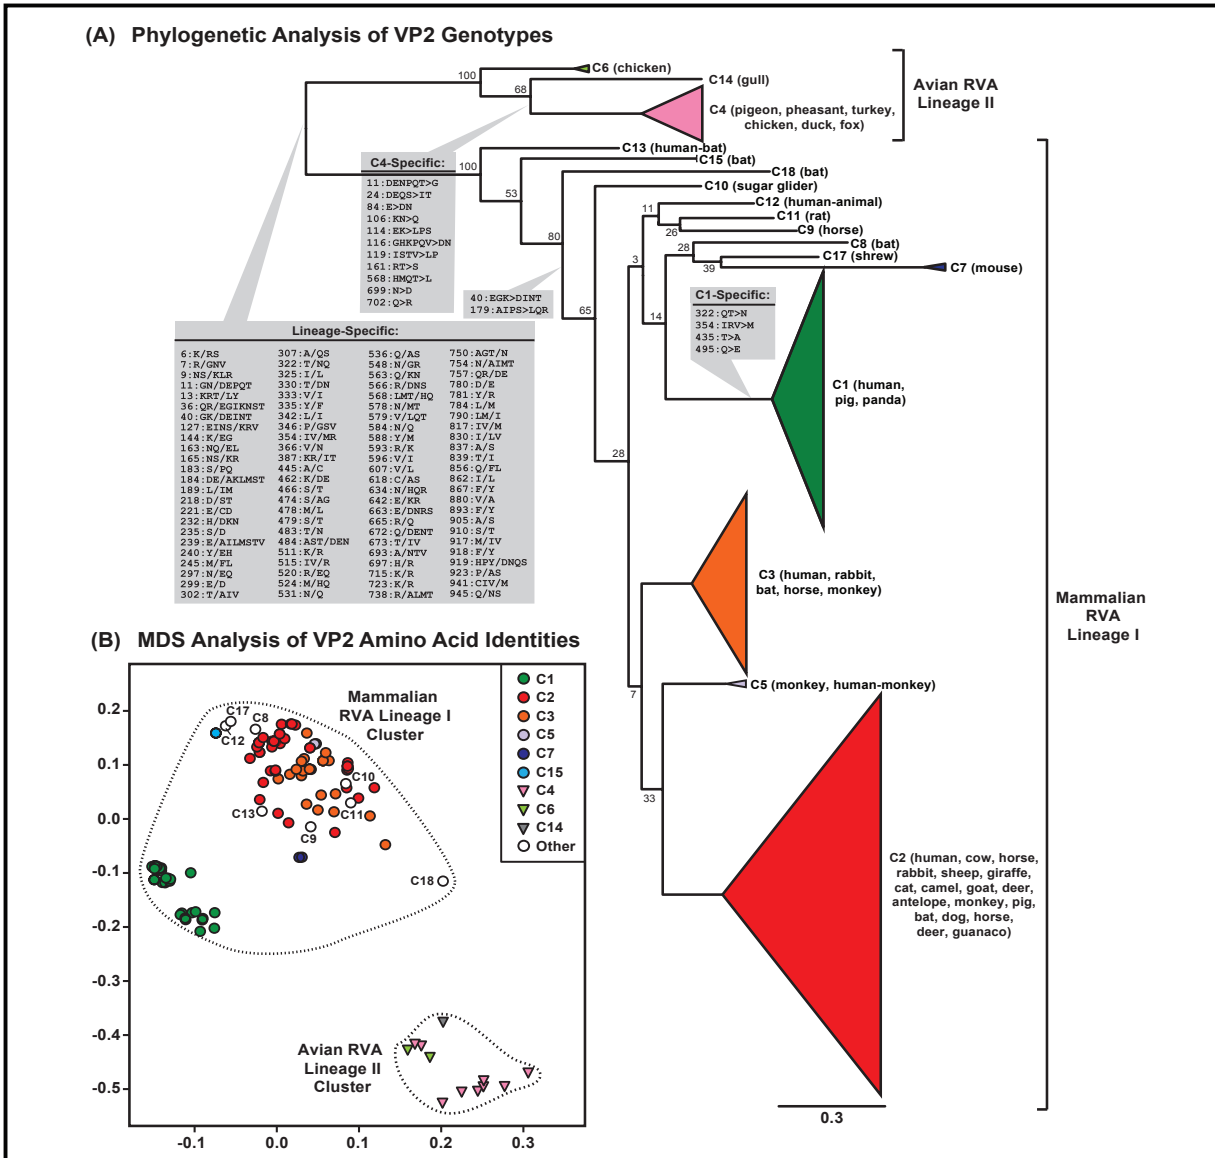 (A) Phylogenetic Analysis of VP2 Genotypes
100
C6 (chicken)
68
C14 (gull)
C4 (pigeon, pheasant, turkey,
chicken, duck, fox)
Avian RVA
Lineage II
100
C13 (human-bat)
C15 (bat)
53
C18 (bat)
80
C10 (sugar glider)
65
C12 (human-animal)
11
C11 (rat)
26
C9 (horse)
3
C8 (bat)
28
C17 (shrew)
39
C7 (mouse)
14
C1 (human,
pig, panda)
28
C3 (human, rabbit,
bat, horse, monkey)
7
C5 (monkey, human-monkey)
33
C2 (human, cow, horse,
rabbit, sheep, giraffe,
cat, camel, goat, deer,
antelope, monkey, pig,
bat, dog, horse,
deer, guanaco)
Mammalian
RVA
Lineage I
0.3
C4-Specific:
11:DENPQT>G
24:DEQS>IT
84:E>DN
106:KN>Q
114:EK>LPS
116:GHKPQV>DN
119:ISTV>LP
161:RT>S
568:HMQT>L
699:N>D
702:Q>R
40:EGK>DINT
179:AIPS>LQR
C1-Specific:
322:QT>N
354:IRV>M
435:T>A
495:Q>E
Lineage-Specific:
6:K/RS 307:A/QS 536:Q/AS 750:AGT/N
7:R/GNV 322:T/NQ 548:N/GR 754:N/AIMT
9:NS/KLR 325:I/L 563:Q/KN 757:QR/DE
11:GN/DEPQT 330:T/DN 566:R/DNS 780:D/E
13:KRT/LY 333:V/I 568:LMT/HQ 781:Y/R
36:QR/EGIKNST 335:Y/F 578:N/MT 784:L/M
40:GK/DEINT 342:L/I 579:V/LQT 790:LM/I
127:EINS/KRV 346:P/GSV 584:N/Q 817:IV/M
144:K/EG 354:IV/MR 588:Y/M 830:I/LV
163:NQ/EL 366:V/N 593:R/K 837:A/S
165:NS/KR 387:KR/IT 596:V/I 839:T/I
183:S/PQ 445:A/C 607:V/L 856:Q/FL
184:DE/AKLMST 462:K/DE 618:C/AS 862:I/L
189:L/IM 466:S/T 634:N/HQR 867:F/Y
218:D/ST 474:S/AG 642:E/KR 880:V/A
221:E/CD 478:M/L 663:E/DNRS 893:F/Y
232:H/DKN 479:S/T 665:R/Q 905:A/S
235:S/D 483:T/N 672:Q/DENT 910:S/T
239:E/AILMSTV 484:AST/DEN 673:T/IV 917:M/IV
240:Y/EH 511:K/R 693:A/NTV 918:F/Y
245:M/FL 515:IV/R 697:H/R 919:HPY/DNQS
297:N/EQ 520:R/EQ 715:K/R 923:P/AS
299:E/D 524:M/HQ 723:K/R 941:CIV/M
302:T/AIV 531:N/Q 738:R/ALMT 945:Q/NS
(B) MDS Analysis of VP2 Amino Acid Identities
Mammalian
RVA Lineage I
Cluster
C17
C8
C12
C10
C13
C11
C9
C18
Avian RVA
Lineage II
Cluster
C1
C2
C3
C5
C7
C15
C4
C6
C14
Other
0.2
0.1
0.0
-0.1
-0.2
-0.3
-0.4
-0.5
-0.1 0.0 0.1 0.2 0.3